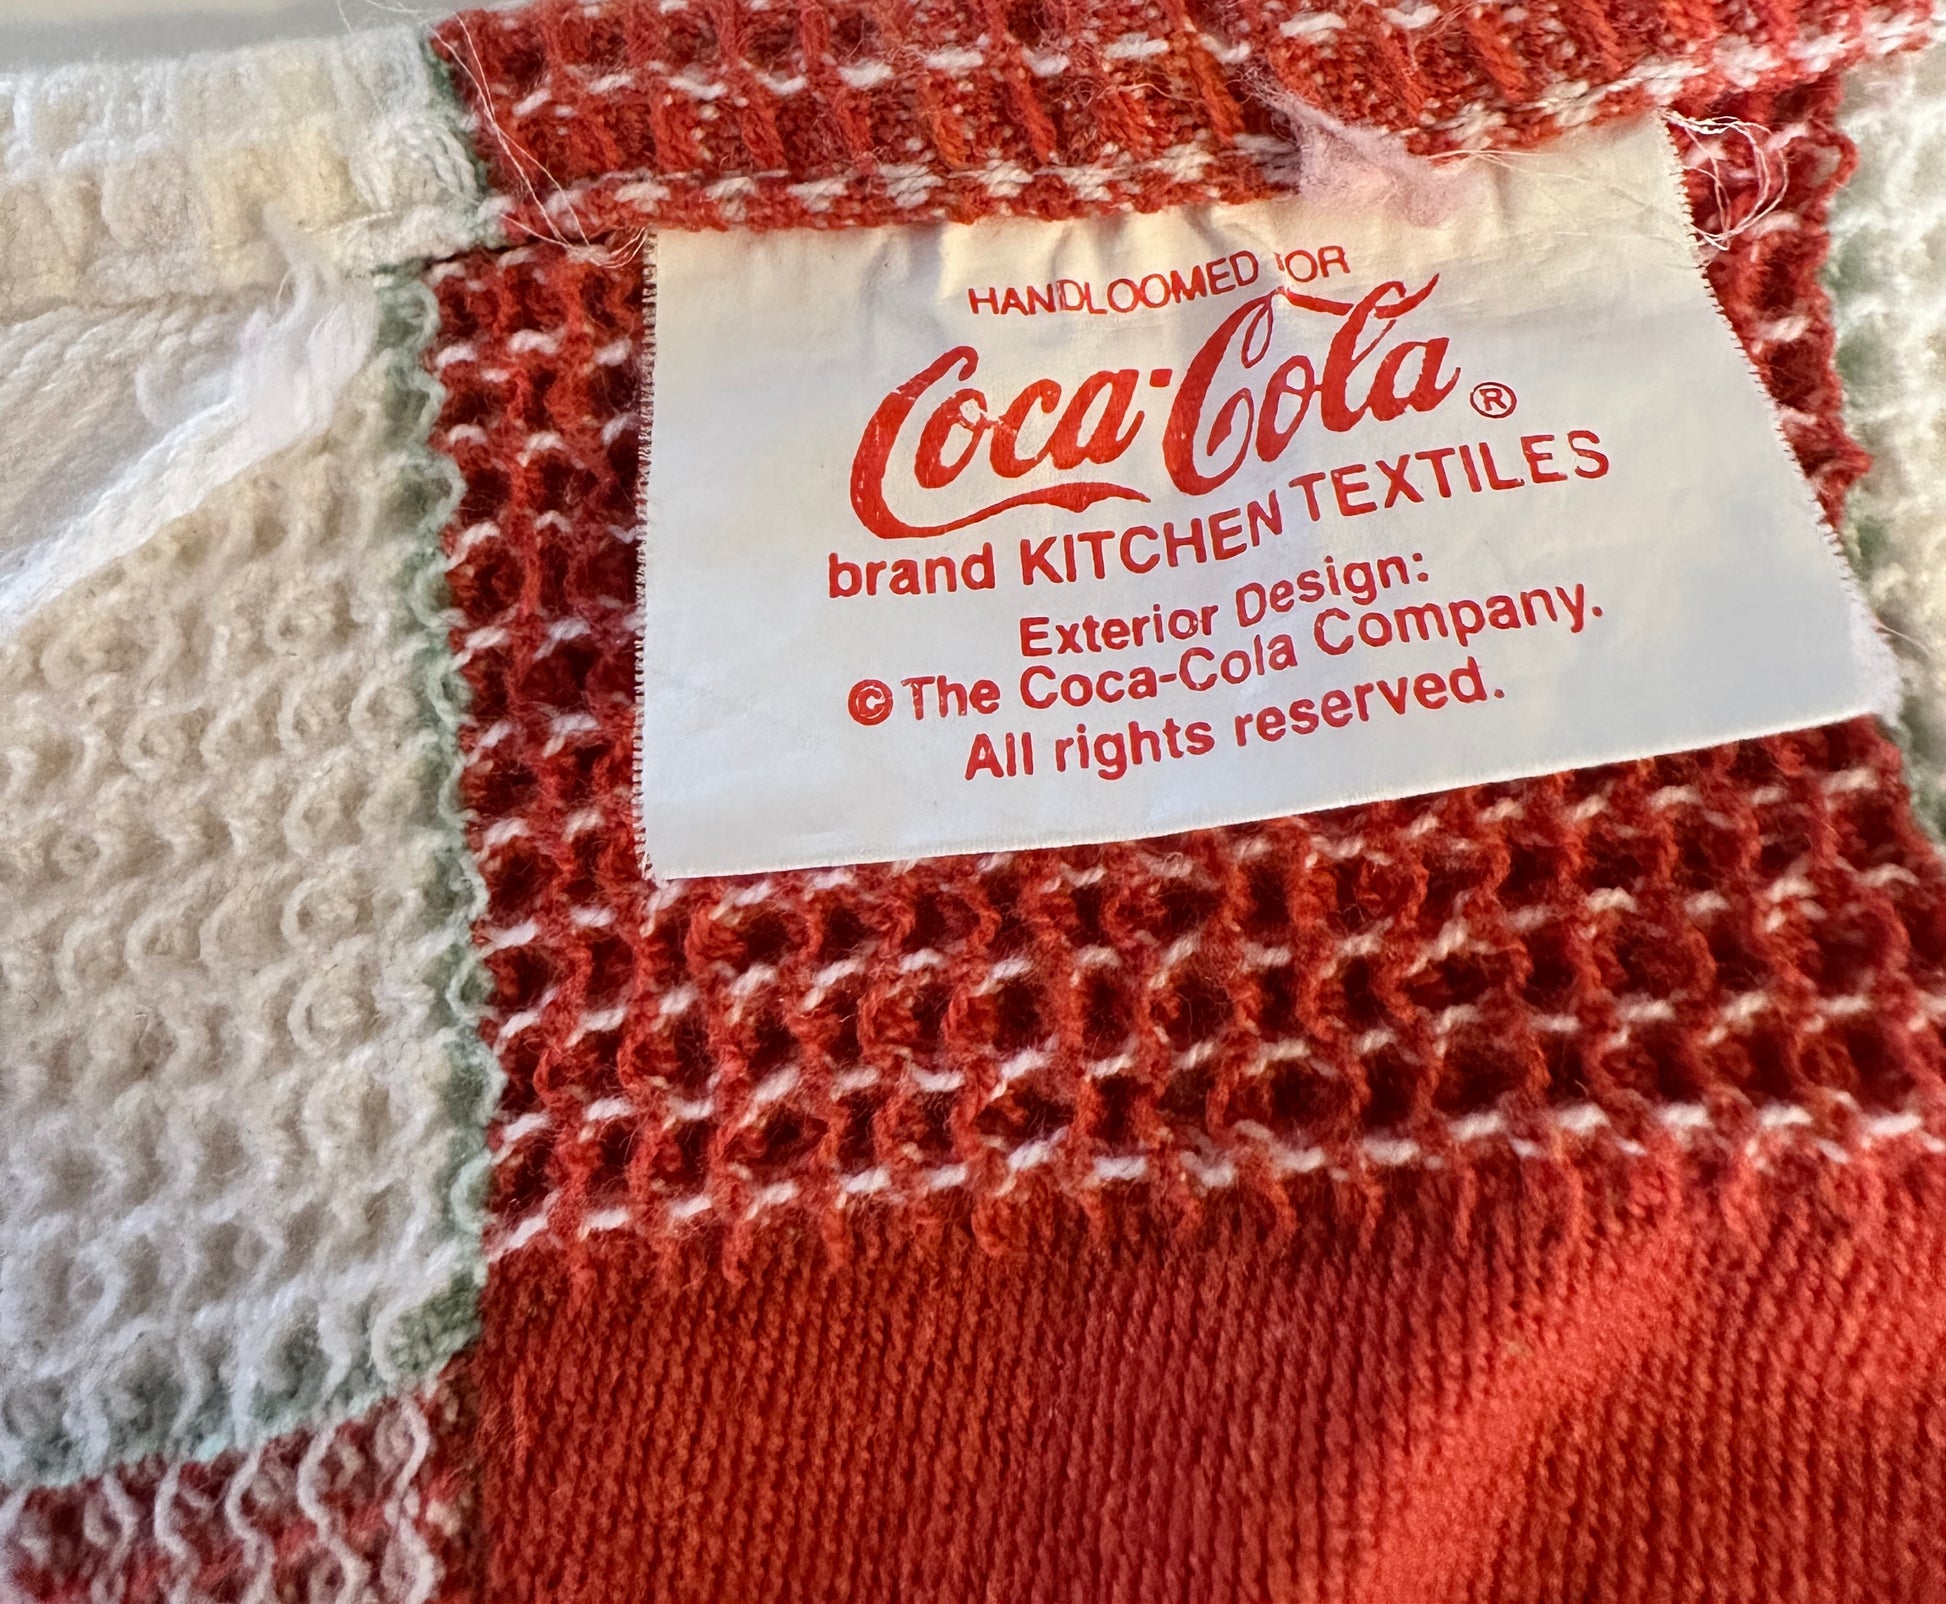 HANDLOOMED FOR
Coca-Cola®
brand KITCHEN TEXTILES
Exterior Design:
© The Coca-Cola Company.
All rights reserved.